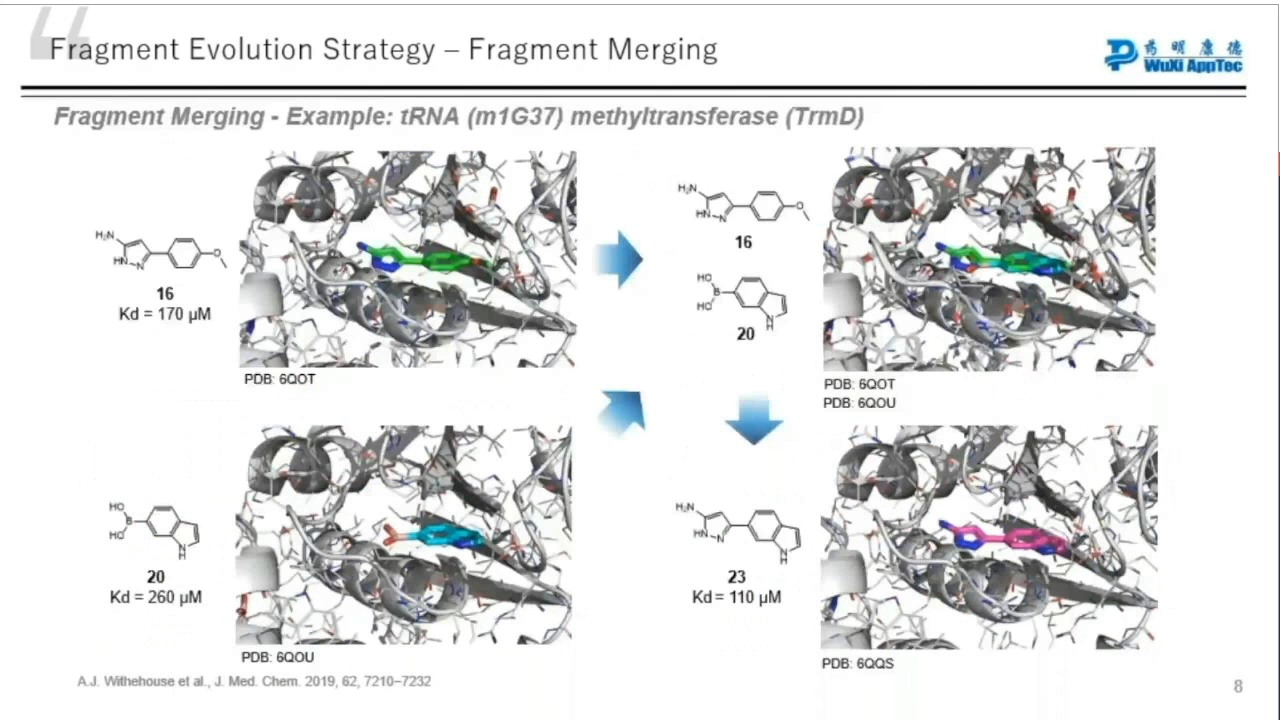 Fragment Evolution Strategy – Fragment Merging
药 明 康 德
WuXi AppTec
Fragment Merging - Example: tRNA (m1G37) methyltransferase (TrmD)
H₂N
HN
N
O
16
Kd = 170 µM
PDB: 6QOT
H₂N
HN
N
O
16
HO
B
HO
N
H
20
PDB: 6QOT
PDB: 6QOU
HO
B
HO
N
H
20
Kd = 260 µM
PDB: 6QOU
H₂N
HN
N
N
H
23
Kd = 110 µM
PDB: 6QQS
A.J. Withehouse et al., J. Med. Chem. 2019, 62, 7210–7232
8